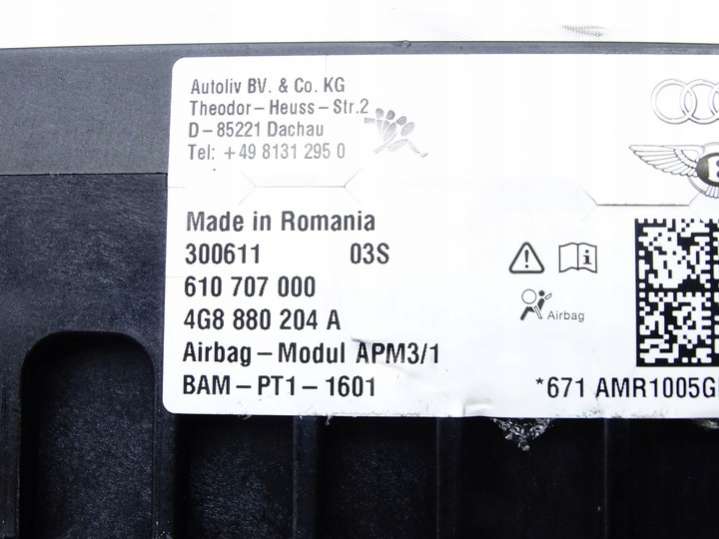 Autoliv BV. & Co. KG
Theodor-Heuss-Str.2
D-85221 Dachau
Tel: +49 8131 295 0
Made in Romania
300611 03S
610 707 000
4G8 880 204 A
Airbag
Airbag-Modul APM3/1
BAM-PT1-1601 *671 AMR1005G